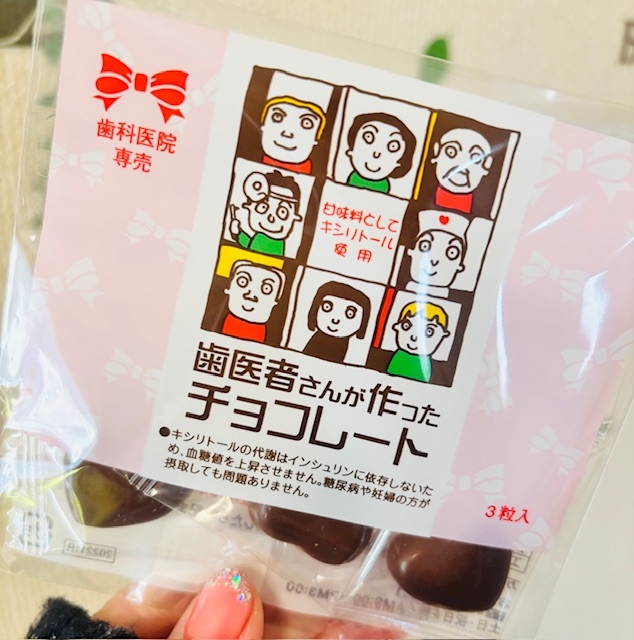 歯科医院
専売
甘味料として
キシリトール
使用
歯医者さんが作った
チョコレート
●キシリトールの代謝はインシュリンに依存しないた
め、血糖値を上昇させません。糖尿病や妊婦の方が
摂取しても問題ありません。
3粒入